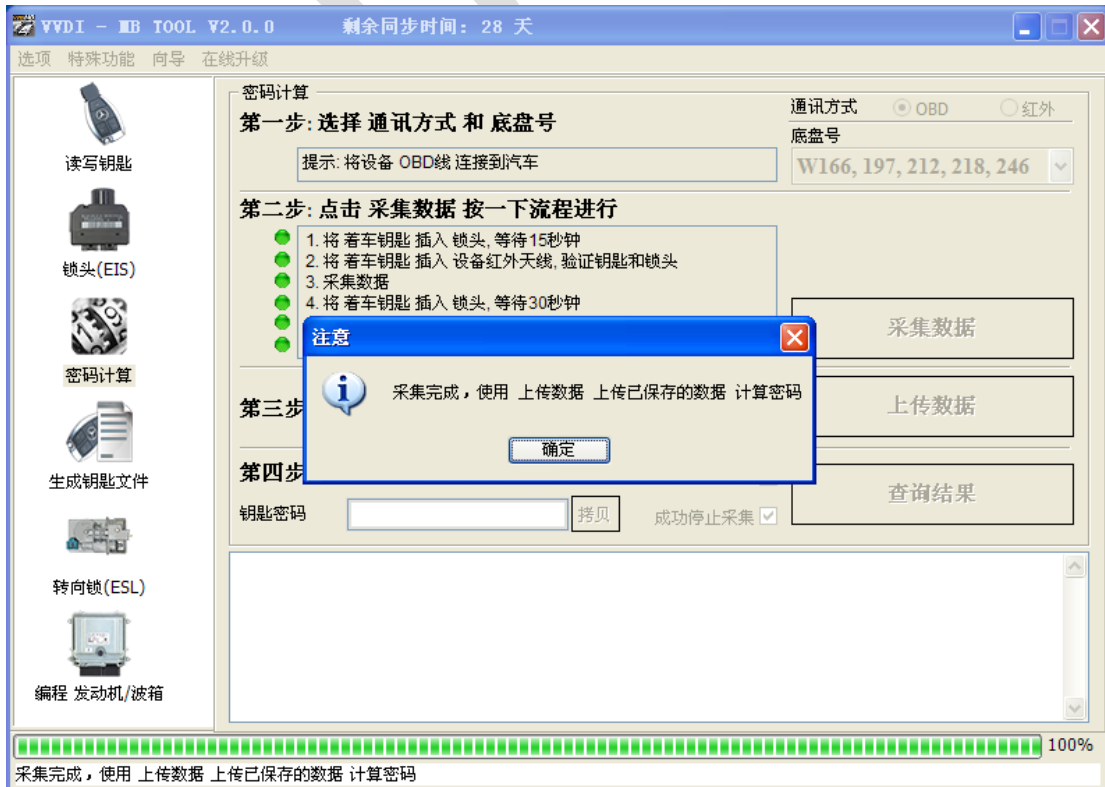 VVDI - MB TOOL V2.0.0 剩余同步时间: 28 天
选项 特殊功能 向导 在线升级
读写钥匙
锁头(EIS)
密码计算
生成钥匙文件
转向锁(ESL)
编程 发动机/波箱
密码计算
第一步: 选择 通讯方式 和 底盘号
提示: 将设备 OBD线 连接到汽车
通讯方式 OBD 红外
底盘号
W166, 197, 212, 218, 246
第二步: 点击 采集数据 按一下流程进行
1. 将 着车钥匙 插入 锁头, 等待15秒钟
2. 将 着车钥匙 插入 设备红外天线, 验证钥匙和锁头
3. 采集数据
4. 将 着车钥匙 插入 锁头, 等待30秒钟
采集数据
注意
采集完成，使用 上传数据 上传已保存的数据 计算密码
确定
第三步
上传数据
第四步
查询结果
钥匙密码
拷贝
成功停止采集
100%
采集完成，使用 上传数据 上传已保存的数据 计算密码